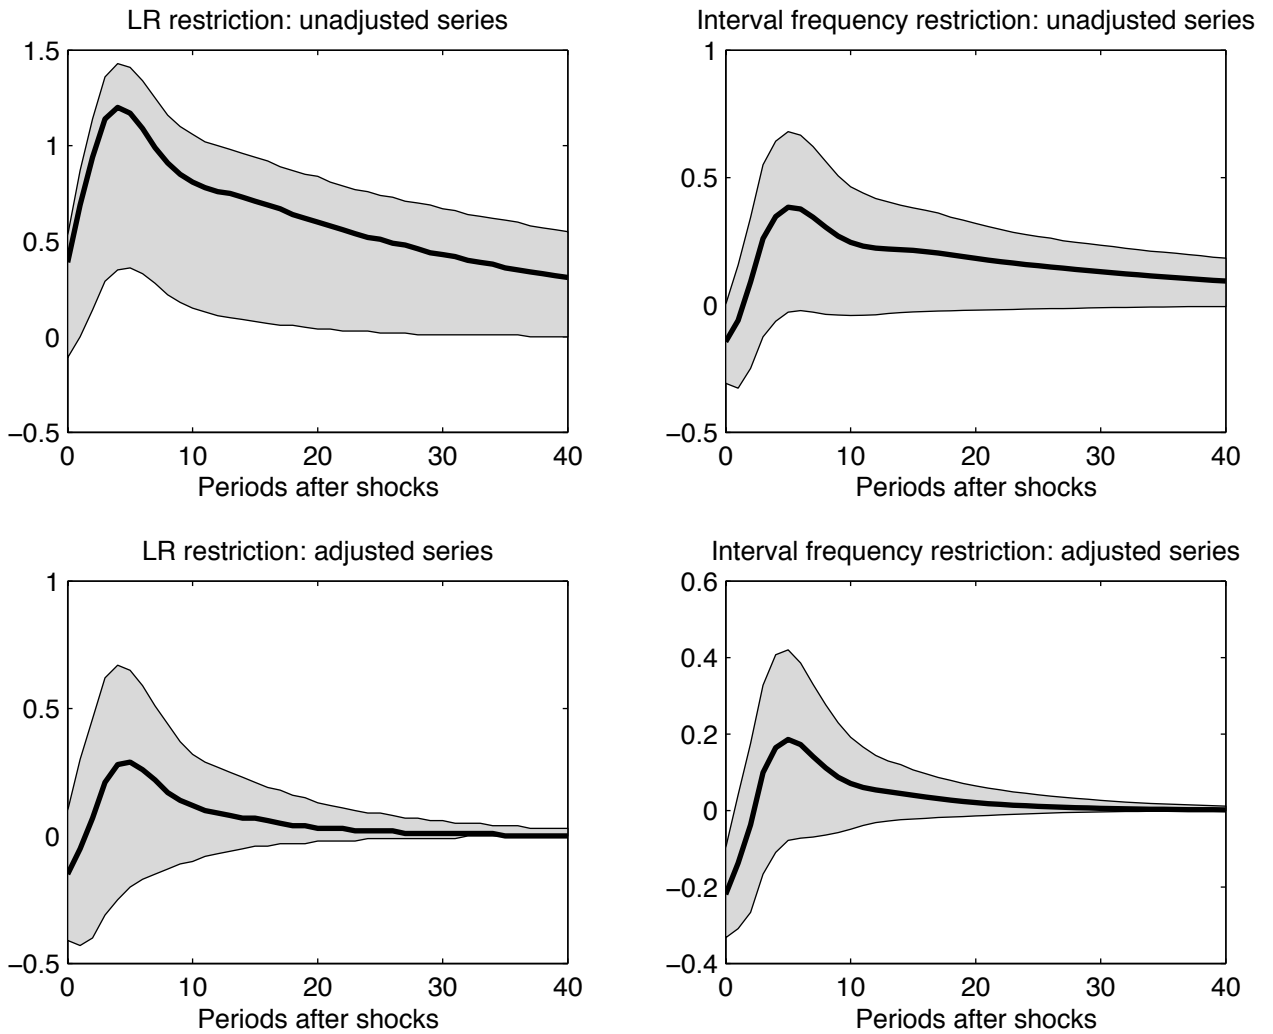 LR restriction: unadjusted series
1.5
1
0.5
0
−0.5
0 10 20 30 40
Periods after shocks
Interval frequency restriction: unadjusted series
1
0.5
0
−0.5
0 10 20 30 40
Periods after shocks
LR restriction: adjusted series
1
0.5
0
−0.5
0 10 20 30 40
Periods after shocks
Interval frequency restriction: adjusted series
0.6
0.4
0.2
0
−0.2
−0.4
0 10 20 30 40
Periods after shocks